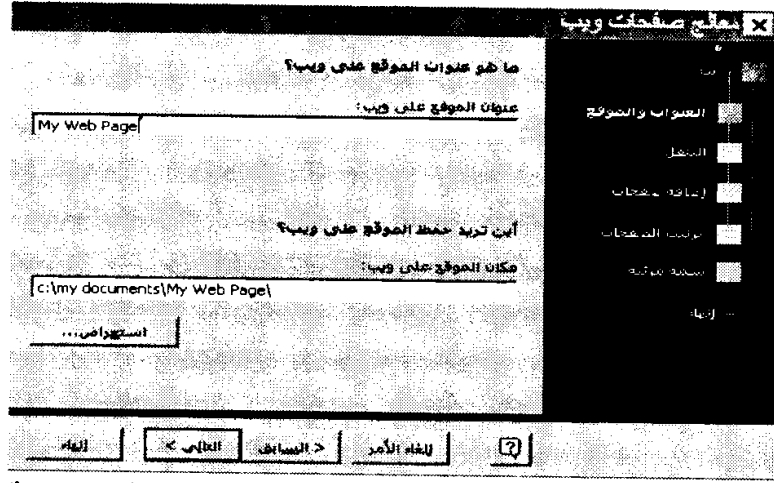 معالج صفحات ويب
بدء
العنوان والموقع
التنقل
إضافة صفحات
ترتيب الصفحات
سمة مرئية
إنهاء
ما هو عنوان الموقع على ويب؟
عنوان الموقع على ويب:
My Web Page
أين تريد حفظ الموقع على ويب؟
مكان الموقع على ويب:
c:\my documents\My Web Page\
استعراض...
إلغاء الأمر
< السابق
التالي >
إنهاء